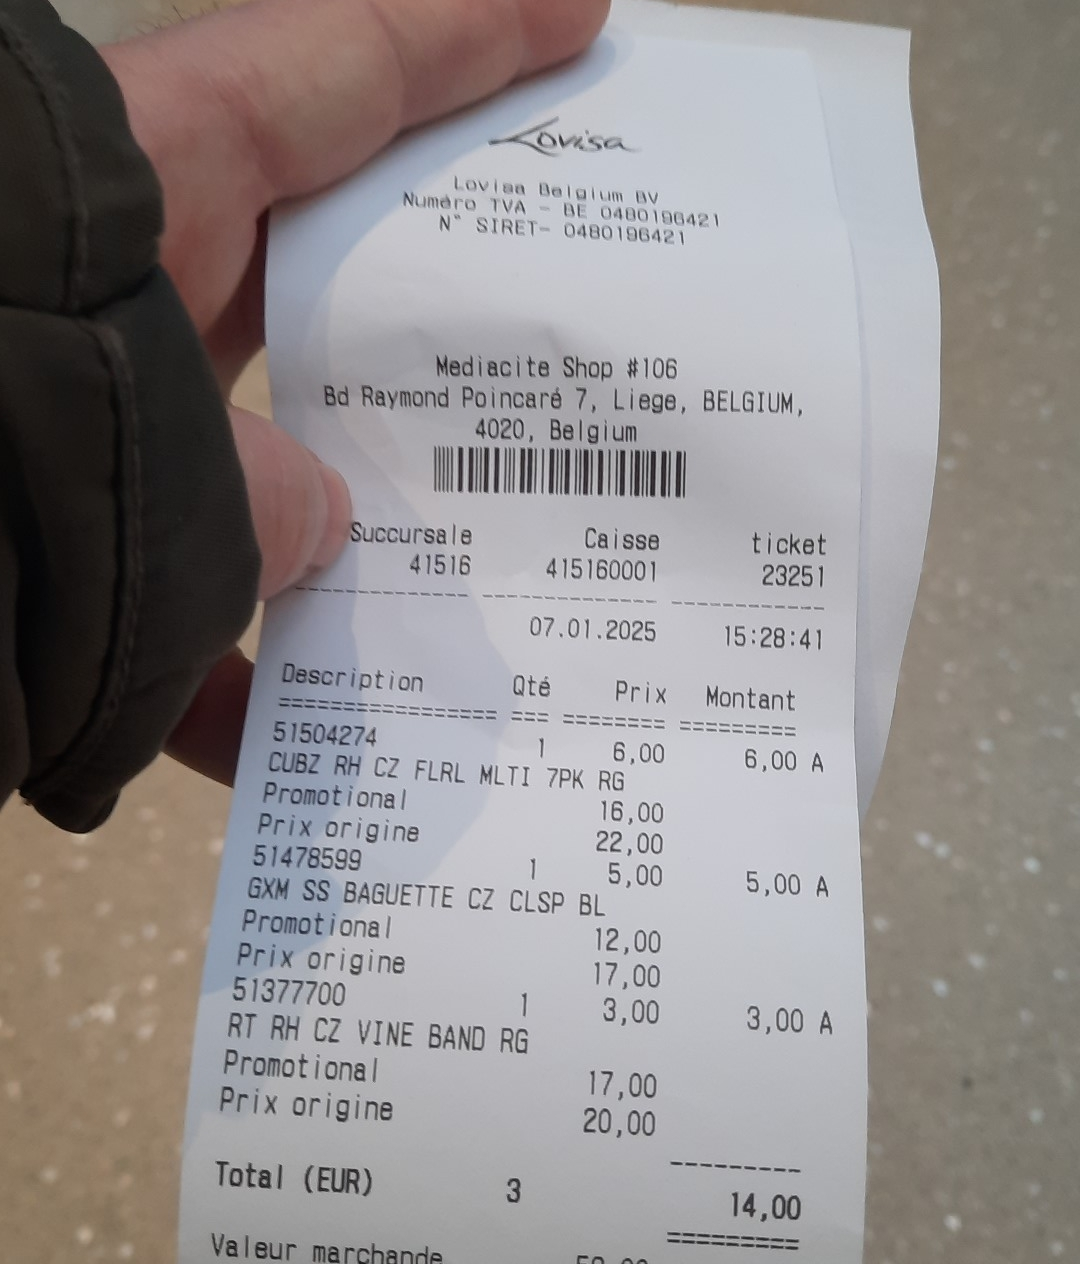 Lovisa
Lovisa Belgium BV
Numéro TVA - BE 0480196421
N° SIRET- 0480196421
Mediacite Shop #106
Bd Raymond Poincaré 7, Liege, BELGIUM,
4020, Belgium
Succursale Caisse ticket
41516 415160001 23251
07.01.2025 15:28:41
Description Qté Prix Montant
51504274 1 6,00 6,00 A
CUBZ RH CZ FLRL MLTI 7PK RG
Promotional 16,00
Prix origine 22,00
51478599 1 5,00 5,00 A
GXM SS BAGUETTE CZ CLSP BL
Promotional 12,00
Prix origine 17,00
51377700 1 3,00 3,00 A
RT RH CZ VINE BAND RG
Promotional 17,00
Prix origine 20,00
Total (EUR) 3 14,00
Valeur marchande